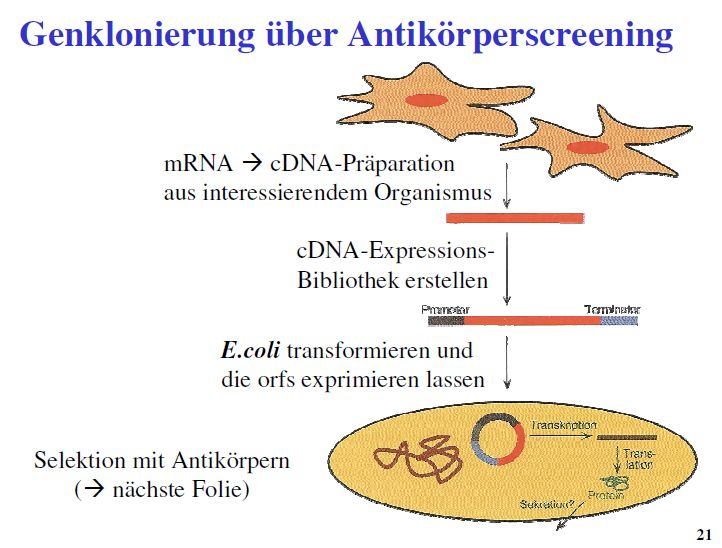 Genklonierung über Antikörperscreening
mRNA → cDNA-Präparation
aus interessierendem Organismus
cDNA-Expressions-
Bibliothek erstellen
Promotor Terminator
E.coli transformieren und
die orfs exprimieren lassen
Transkription
Trans-
lation
Protein
Sekretion?
Selektion mit Antikörpern
(→ nächste Folie)
21